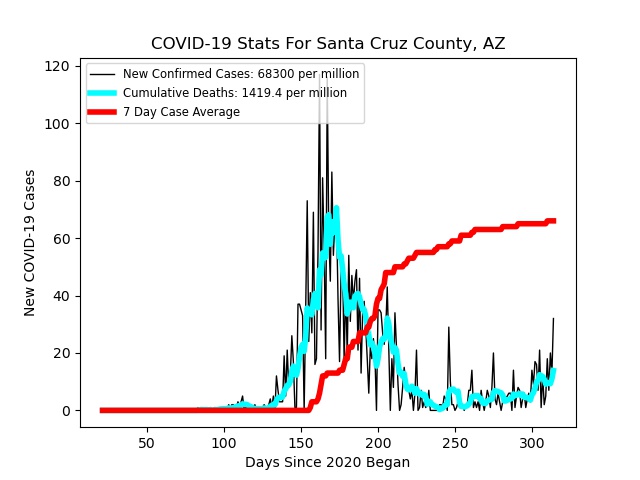 COVID-19 Stats For Santa Cruz County, AZ
New Confirmed Cases: 68300 per million
Cumulative Deaths: 1419.4 per million
7 Day Case Average
New COVID-19 Cases
120
100
80
60
40
20
0
50 100 150 200 250 300
Days Since 2020 Began